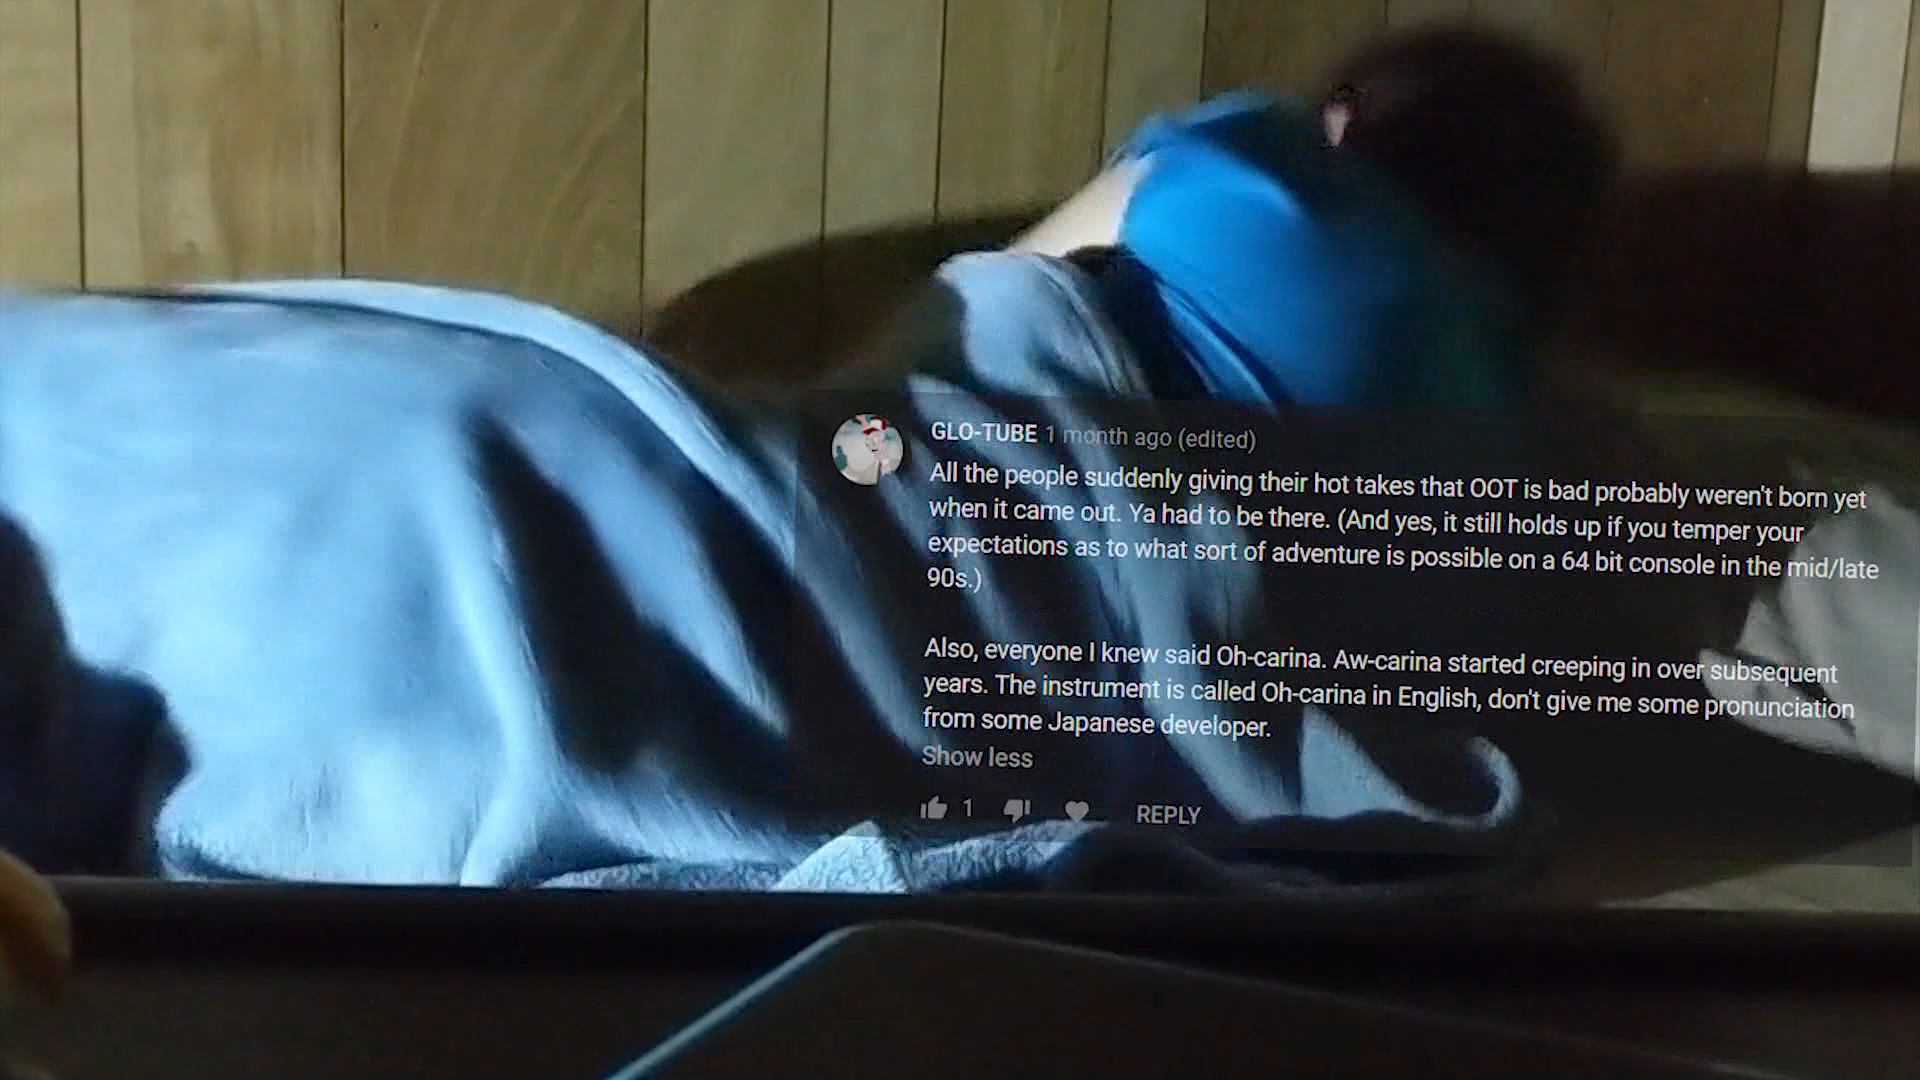 GLO-TUBE 1 month ago (edited)
All the people suddenly giving their hot takes that OOT is bad probably weren't born yet
when it came out. Ya had to be there. (And yes, it still holds up if you temper your
expectations as to what sort of adventure is possible on a 64 bit console in the mid/late
90s.)
Also, everyone I knew said Oh-carina. Aw-carina started creeping in over subsequent
years. The instrument is called Oh-carina in English, don't give me some pronunciation
from some Japanese developer.
Show less
1 REPLY